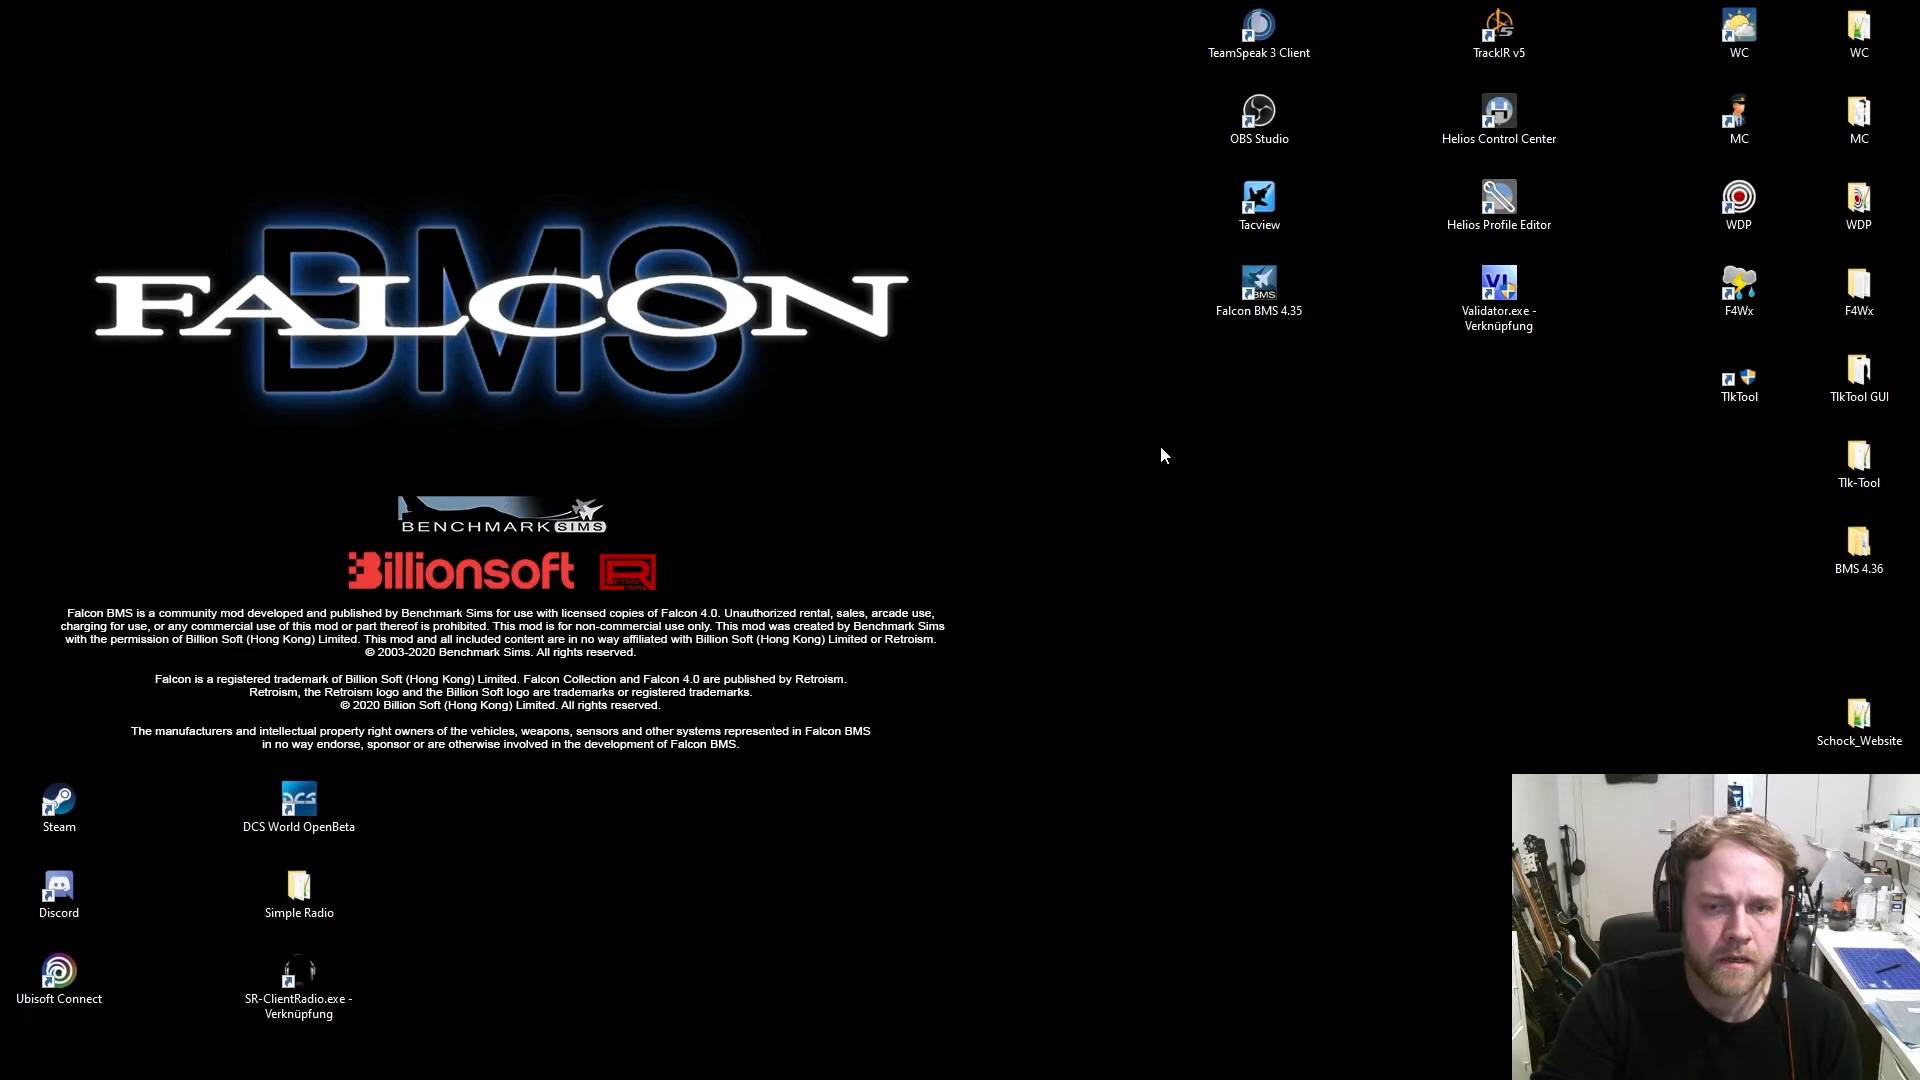 TeamSpeak 3 Client
TrackIR v5
WC
WC
OBS Studio
Helios Control Center
MC
MC
Tacview
Helios Profile Editor
WDP
WDP
BMS
Falcon BMS 4.35
VI
Validator.exe -
Verknüpfung
F4Wx
F4Wx
TlkTool
TlkTool GUI
Tlk-Tool
BMS 4.36
Schock_Website
BMS
FALCON
BENCHMARK SIMS
Billionsoft
R
Falcon BMS is a community mod developed and published by Benchmark Sims for use with licensed copies of Falcon 4.0. Unauthorized rental, sales, arcade use,
charging for use, or any commercial use of this mod or part thereof is prohibited. This mod is for non-commercial use only. This mod was created by Benchmark Sims
with the permission of Billion Soft (Hong Kong) Limited. This mod and all included content are in no way affiliated with Billion Soft (Hong Kong) Limited or Retroism.
© 2003-2020 Benchmark Sims. All rights reserved.
Falcon is a registered trademark of Billion Soft (Hong Kong) Limited. Falcon Collection and Falcon 4.0 are published by Retroism.
Retroism, the Retroism logo and the Billion Soft logo are trademarks or registered trademarks.
© 2020 Billion Soft (Hong Kong) Limited. All rights reserved.
The manufacturers and intellectual property right owners of the vehicles, weapons, sensors and other systems represented in Falcon BMS
in no way endorse, sponsor or are otherwise involved in the development of Falcon BMS.
Steam
DCS
DCS World OpenBeta
Discord
Simple Radio
Ubisoft Connect
SR-ClientRadio.exe -
Verknüpfung